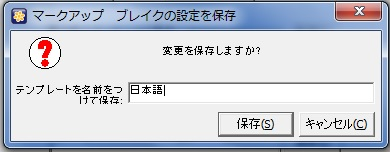 マークアップ　ブレイクの設定を保存
変更を保存しますか?
テンプレートを名前をつ
けて保存:
日本語
保存(S)
キャンセル(C)